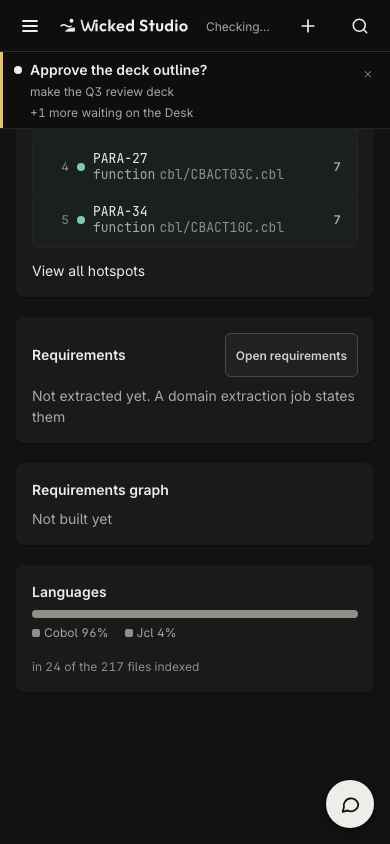 Wicked Studio Checking...
Approve the deck outline? ×
make the Q3 review deck
+1 more waiting on the Desk
4 PARA-27 7
function cbl/CBACT03C.cbl
5 PARA-34 7
function cbl/CBACT10C.cbl
View all hotspots
Requirements Open requirements
Not extracted yet. A domain extraction job states
them
Requirements graph
Not built yet
Languages
Cobol 96% Jcl 4%
in 24 of the 217 files indexed